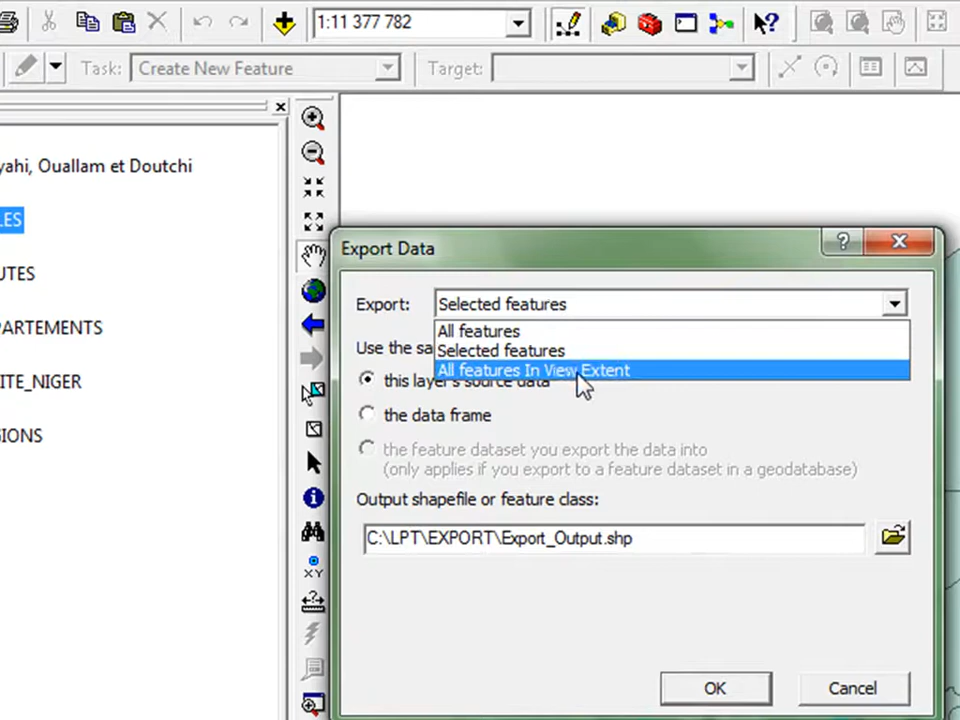 1:11 377 782
Task: Create New Feature Target:
yahi, Ouallam et Doutchi
LES
UTES
PARTEMENTS
ITE_NIGER
GIONS
XY
Export Data
Export: Selected features
All features
Use the sa Selected features
All features In View Extent
this layer's source data
the data frame
the feature dataset you export the data into
(only applies if you export to a feature dataset in a geodatabase)
Output shapefile or feature class:
C:\LPT\EXPORT\Export_Output.shp
OK Cancel